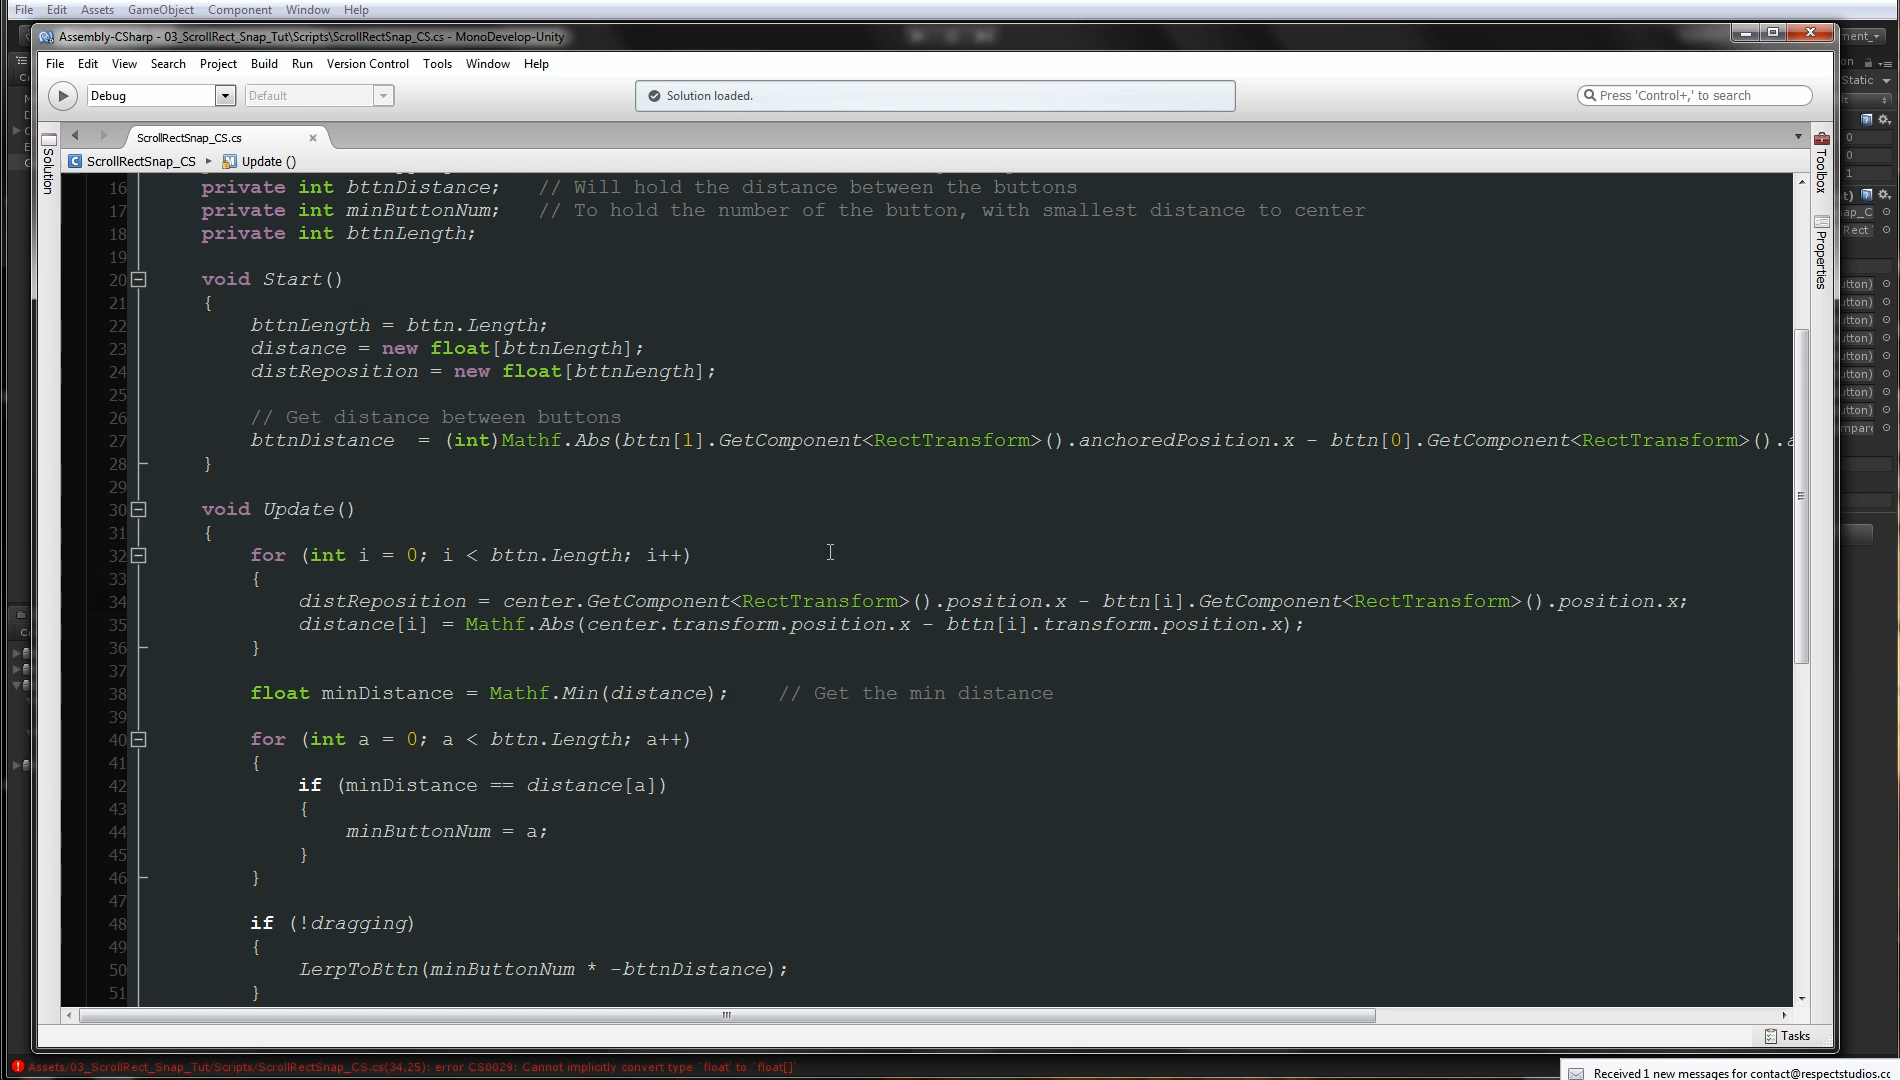 File Edit Assets GameObject Component Window Help
Assembly-CSharp - 03_ScrollRect_Snap_Tut\Scripts\ScrollRectSnap_CS.cs - MonoDevelop-Unity
File Edit View Search Project Build Run Version Control Tools Window Help
Debug Default Solution loaded. Press 'Control+,' to search
ScrollRectSnap_CS.cs
ScrollRectSnap_CS Update ()
Solution
Toolbox
Properties
16 private int bttnDistance; // Will hold the distance between the buttons
17 private int minButtonNum; // To hold the number of the button, with smallest distance to center
18 private int bttnLength;
19
20 void Start()
21 {
22 bttnLength = bttn.Length;
23 distance = new float[bttnLength];
24 distReposition = new float[bttnLength];
25
26 // Get distance between buttons
27 bttnDistance = (int)Mathf.Abs(bttn[1].GetComponent<RectTransform>().anchoredPosition.x - bttn[0].GetComponent<RectTransform>().a
28 }
29
30 void Update()
31 {
32 for (int i = 0; i < bttn.Length; i++)
33 {
34 distReposition = center.GetComponent<RectTransform>().position.x - bttn[i].GetComponent<RectTransform>().position.x;
35 distance[i] = Mathf.Abs(center.transform.position.x - bttn[i].transform.position.x);
36 }
37
38 float minDistance = Mathf.Min(distance); // Get the min distance
39
40 for (int a = 0; a < bttn.Length; a++)
41 {
42 if (minDistance == distance[a])
43 {
44 minButtonNum = a;
45 }
46 }
47
48 if (!dragging)
49 {
50 LerpToBttn(minButtonNum * -bttnDistance);
51 }
Tasks
Assets/03_ScrollRect_Snap_Tut/Scripts/ScrollRectSnap_CS.cs(34,25): error CS0029: Cannot implicitly convert type `float' to `float[]'
Received 1 new messages for contact@respectstudios.cc